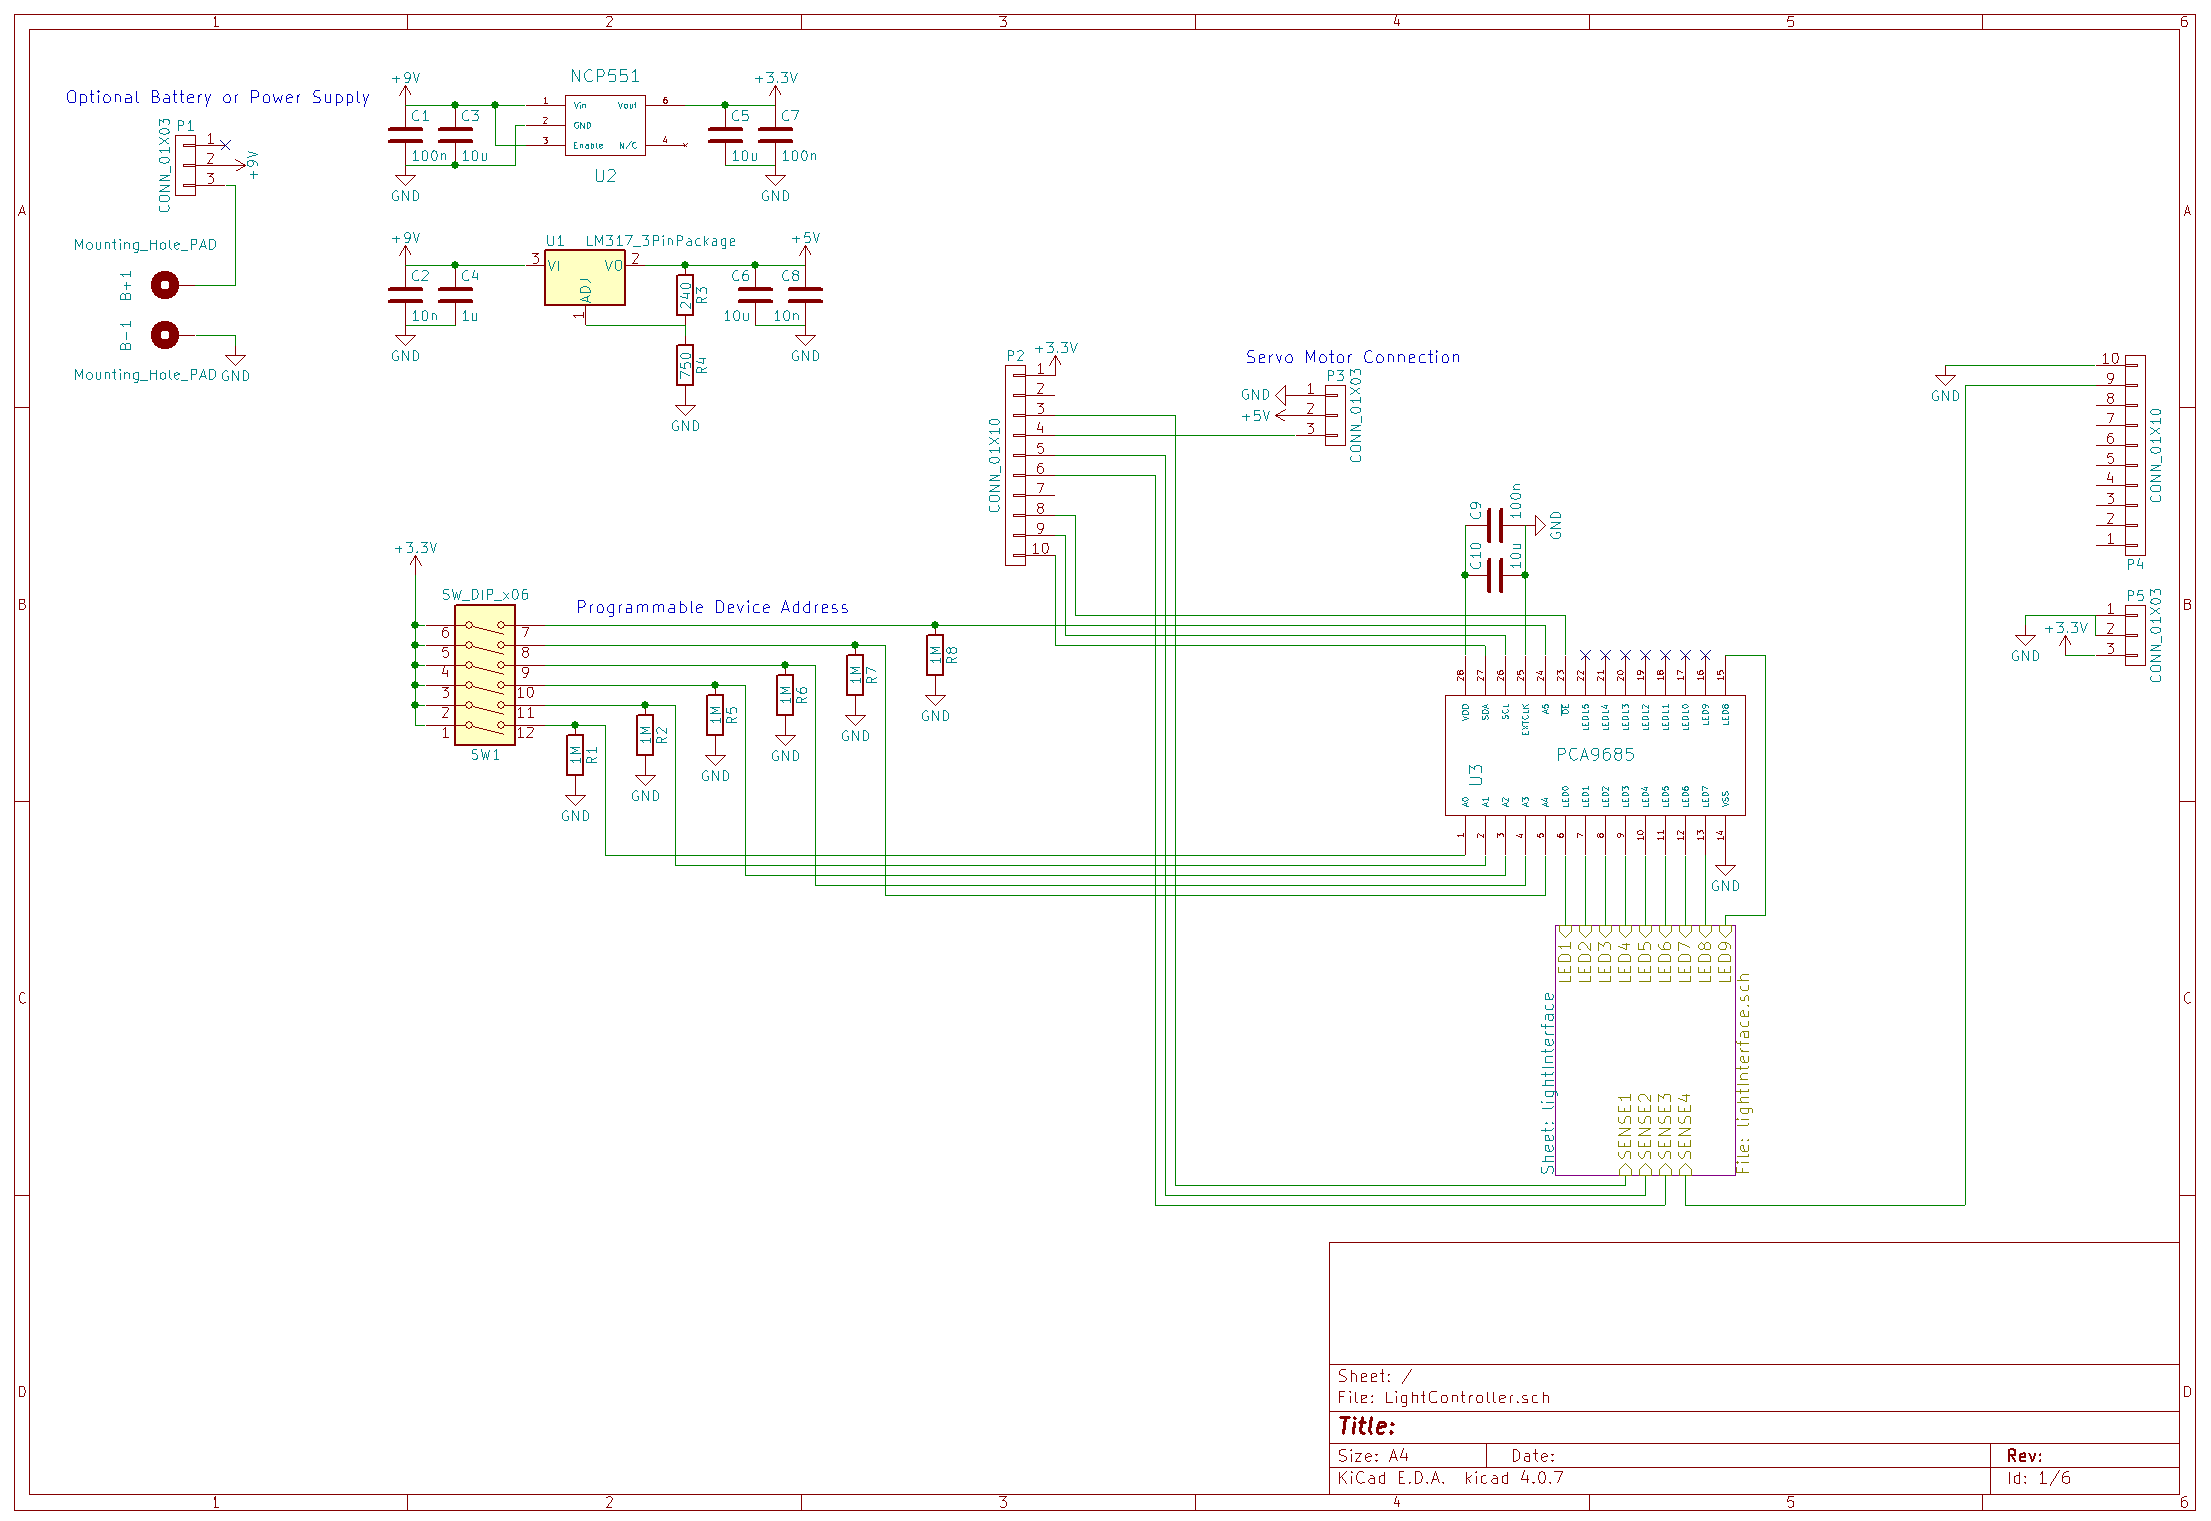 1 2 3 4 5 6
A
B
C
D
Optional Battery or Power Supply
P1
CONN_01X03
1
2
3
+9V
Mounting_Hole_PAD
B+1
B-1
Mounting_Hole_PAD
GND
+9V
C1
100n
C3
10u
GND
NCP551
1 Vin
2 GND
3 Enable
Vout 6
N/C 4
U2
+3.3V
C5
10u
C7
100n
GND
+9V
C2
10n
C4
1u
GND
U1 LM317_3PinPackage
3 VI
VO 2
ADJ
1
240
R3
750
R4
GND
+5V
C6
10u
C8
10n
GND
P2
+3.3V
CONN_01X10
1
2
3
4
5
6
7
8
9
10
Servo Motor Connection
P3
CONN_01X03
GND 1
+5V 2
3
C9
100n
GND
C10
10u
+3.3V
SW_DIP_x06
6 7
5 8
4 9
3 10
2 11
1 12
SW1
Programmable Device Address
1M
R1
GND
1M
R2
GND
1M
R5
GND
1M
R6
GND
1M
R7
GND
1M
R8
GND
28 27 26 25 24 23 22 21 20 19 18 17 16 15
VDD SDA SCL EXTCLK A5 OE LEDL5 LEDL4 LEDL3 LEDL2 LEDL1 LEDL0 LED9 LED8
PCA9685
U3
A0 A1 A2 A3 A4 LED0 LED1 LED2 LED3 LED4 LED5 LED6 LED7 VSS
1 2 3 4 5 6 7 8 9 10 11 12 13 14
GND
LED1 LED2 LED3 LED4 LED5 LED6 LED7 LED8 LED9
Sheet: lightInterface
File: lightInterface.sch
SENSE1 SENSE2 SENSE3 SENSE4
GND
10
9
8
7
6
5
4
3
2
1
CONN_01X10
P4
P5
CONN_01X03
1
2
3
GND
+3.3V
Sheet: /
File: LightController.sch
Title:
Size: A4 Date: Rev:
KiCad E.D.A. kicad 4.0.7 Id: 1/6
A
B
C
D
1 2 3 4 5 6